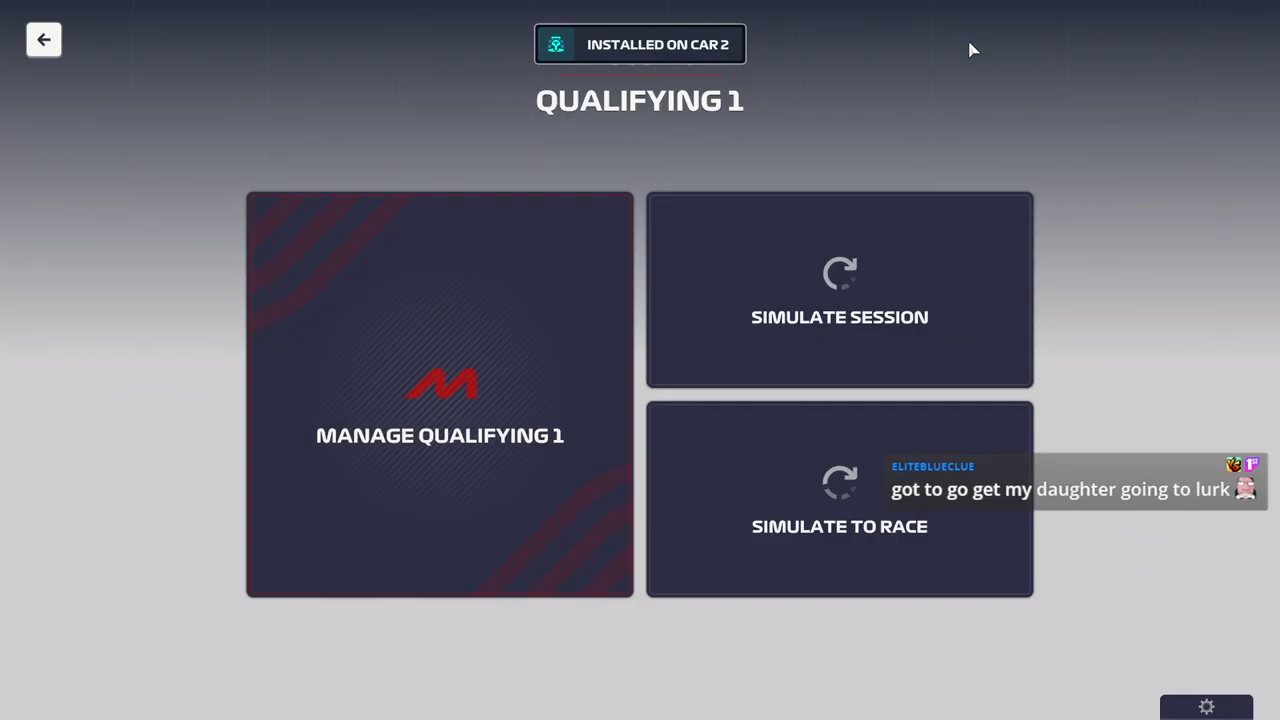 INSTALLED ON CAR 2
QUALIFYING 1
MANAGE QUALIFYING 1
SIMULATE SESSION
SIMULATE TO RACE
ELITEBLUECLUE
1ST
got to go get my daughter going to lurk